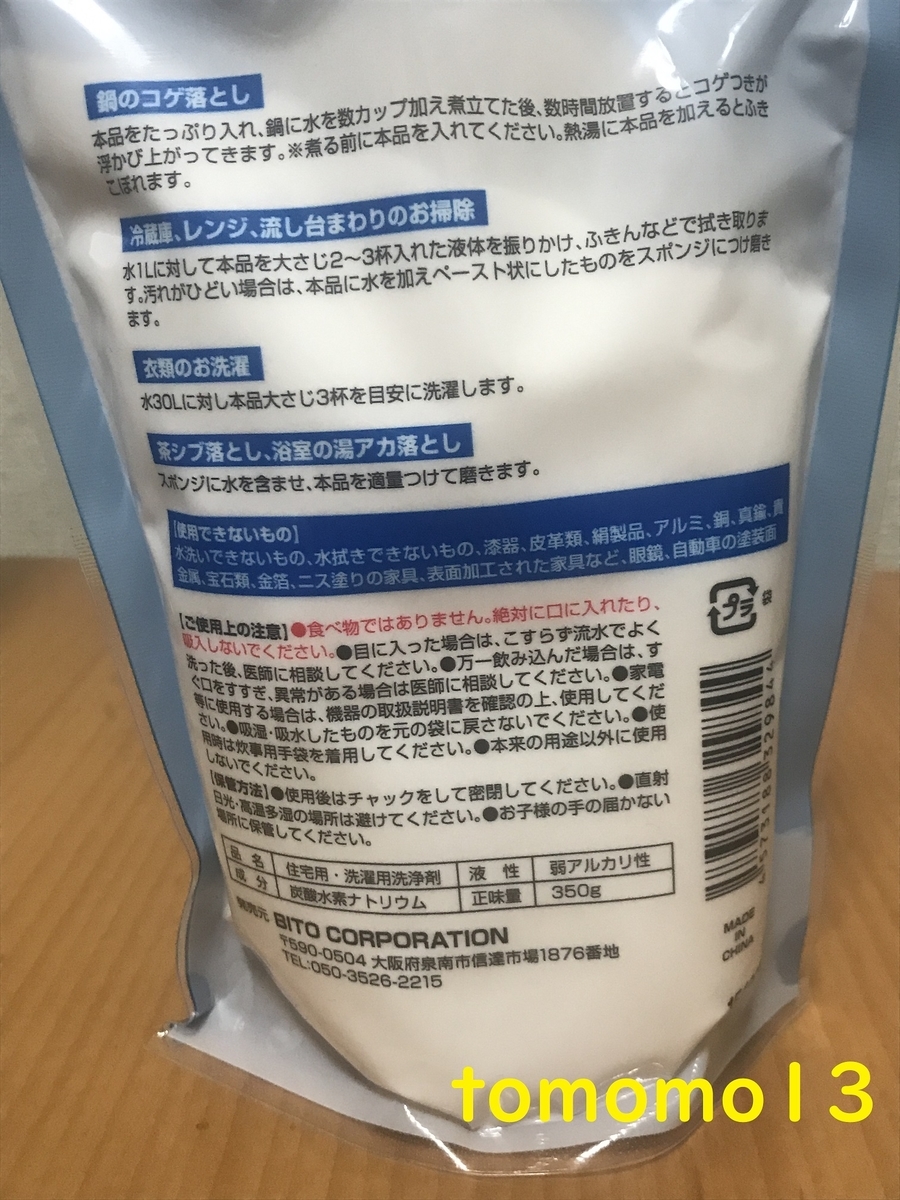 鍋のコゲ落とし
本品をたっぷり入れ、鍋に水を数カップ加え煮立てた後、数時間放置するとコゲつきが
浮かび上がってきます。※煮る前に本品を入れてください。熱湯に本品を加えるとふき
こぼれます。
冷蔵庫、レンジ、流し台まわりのお掃除
水1Lに対して本品を大さじ2〜3杯入れた液体を振りかけ、ふきんなどで拭き取りま
す。汚れがひどい場合は、本品に水を加えペースト状にしたものをスポンジにつけ磨き
ます。
衣類のお洗濯
水30Lに対し本品大さじ3杯を目安に洗濯します。
茶シブ落とし、浴室の湯アカ落とし
スポンジに水を含ませ、本品を適量つけて磨きます。
【使用できないもの】
水洗いできないもの、水拭きできないもの、漆器、皮革類、絹製品、アルミ、銅、真鍮、貴
金属、宝石類、金箔、ニス塗りの家具、表面加工された家具など、眼鏡、自動車の塗装面
【ご使用上の注意】●食べ物ではありません。絶対に口に入れたり、
吸入しないでください。●目に入った場合は、こすらず流水でよく
洗った後、医師に相談してください。●万一飲み込んだ場合は、す
ぐ口をすすぎ、異常がある場合は医師に相談してください。●家電
等に使用する場合は、機器の取扱説明書を確認の上、使用してくだ
さい。●吸湿・吸水したものを元の袋に戻さないでください。●使
用時は炊事用手袋を着用してください。●本来の用途以外に使用
しないでください。
【保管方法】●使用後はチャックをして密閉してください。●直射
日光・高温多湿の場所は避けてください。●お子様の手の届かない
場所に保管してください。
品 名 住宅用・洗濯用洗浄剤 液 性 弱アルカリ性
成 分 炭酸水素ナトリウム 正味量 350g
発売元 BITO CORPORATION
〒590-0504 大阪府泉南市信達市場1876番地
TEL:050-3526-2215
プラ
袋
MADE
IN
CHINA
tomomo13